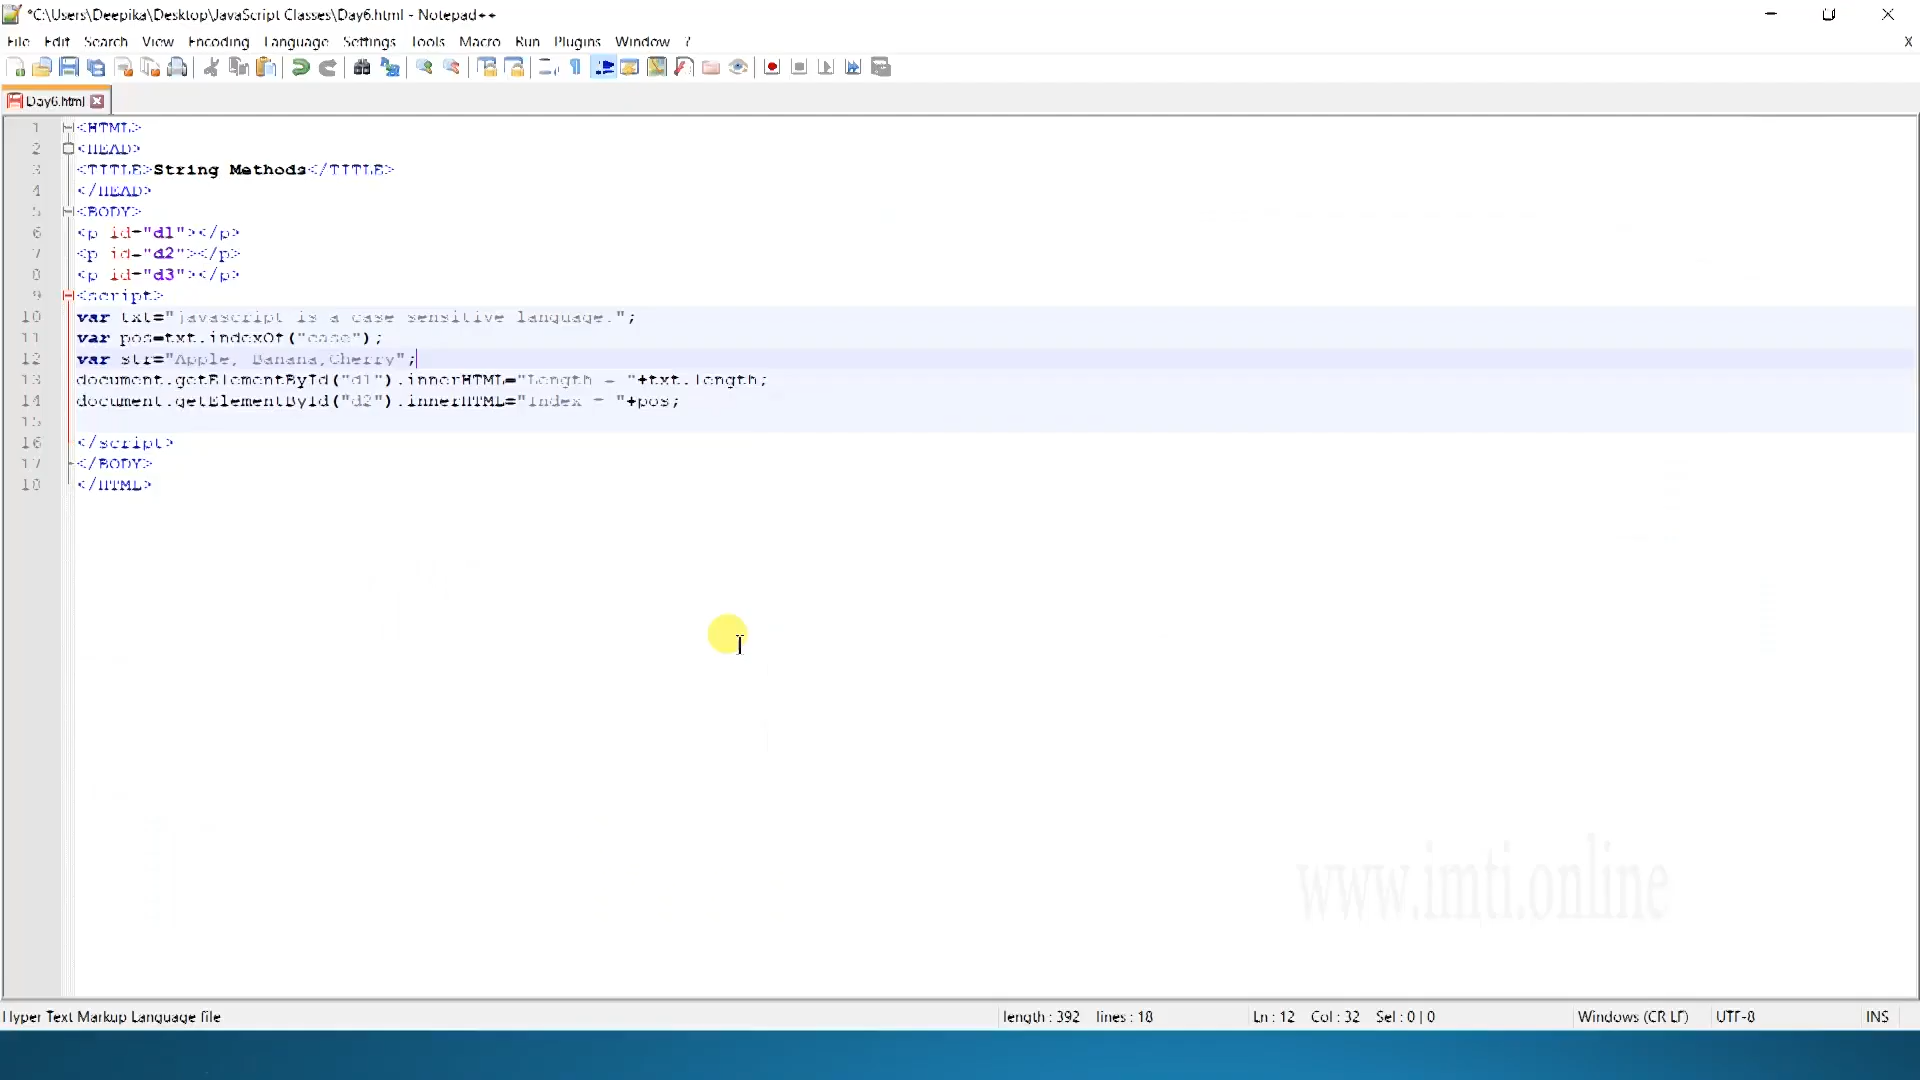 *C:\Users\Deepika\Desktop\JavaScript Classes\Day6.html - Notepad++
File Edit Search View Encoding Language Settings Tools Macro Run Plugins Window ?
X
Day6.html
1 <HTML>
2 <HEAD>
3 <TITLE>String Methods</TITLE>
4 </HEAD>
5 <BODY>
6 <p id="d1"></p>
7 <p id="d2"></p>
8 <p id="d3"></p>
9 <script>
10 var txt="javascript is a case sensitive language.";
11 var pos=txt.indexOf("case");
12 var str="Apple, Banana,Cherry";
13 document.getElementById("d1").innerHTML="Length = "+txt.length;
14 document.getElementById("d2").innerHTML="Index = "+pos;
15
16 </script>
17 </BODY>
18 </HTML>
www.imti.online
Hyper Text Markup Language file length : 392 lines : 18 Ln : 12 Col : 32 Sel : 0 | 0 Windows (CR LF) UTF-8 INS